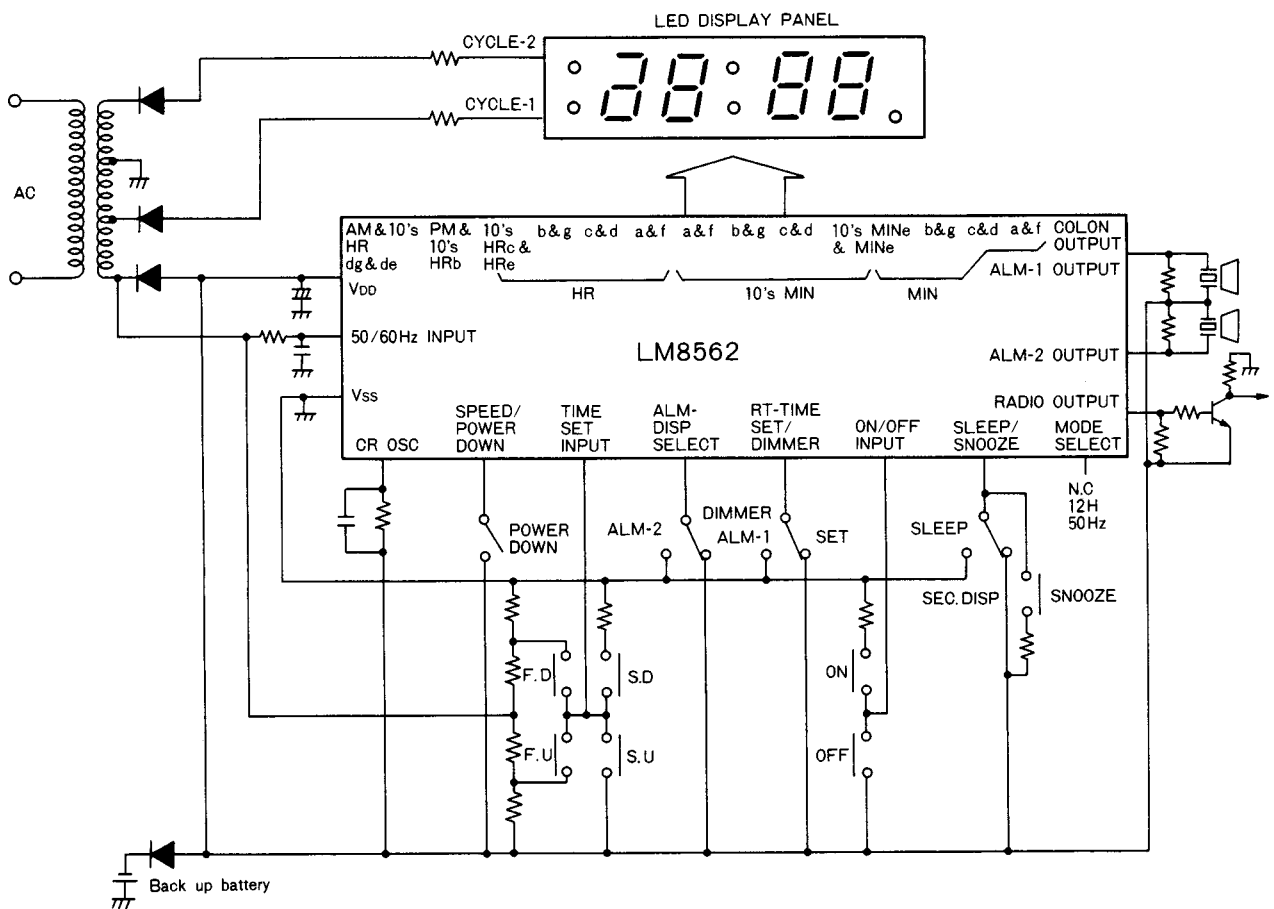 LED DISPLAY PANEL
CYCLE-2
CYCLE-1
AC
AM & 10's HR dg & de
PM & 10's HRb
10's HRc & HRe
b&g
c&d
a&f
a&f
b&g
c&d
10's MINe & MINe
b&g
c&d
a&f
COLON OUTPUT
HR
10's MIN
MIN
VDD
50/60Hz INPUT
VSS
LM8562
ALM-1 OUTPUT
ALM-2 OUTPUT
RADIO OUTPUT
CR OSC
SPEED/ POWER DOWN
TIME SET INPUT
ALM- DISP SELECT
RT-TIME SET/ DIMMER
ON/OFF INPUT
SLEEP/ SNOOZE
MODE SELECT
N.C
12H
50Hz
POWER DOWN
ALM-2
DIMMER
ALM-1
SET
SLEEP
SEC.DISP
SNOOZE
F.D
S.D
ON
F.U
S.U
OFF
Back up battery